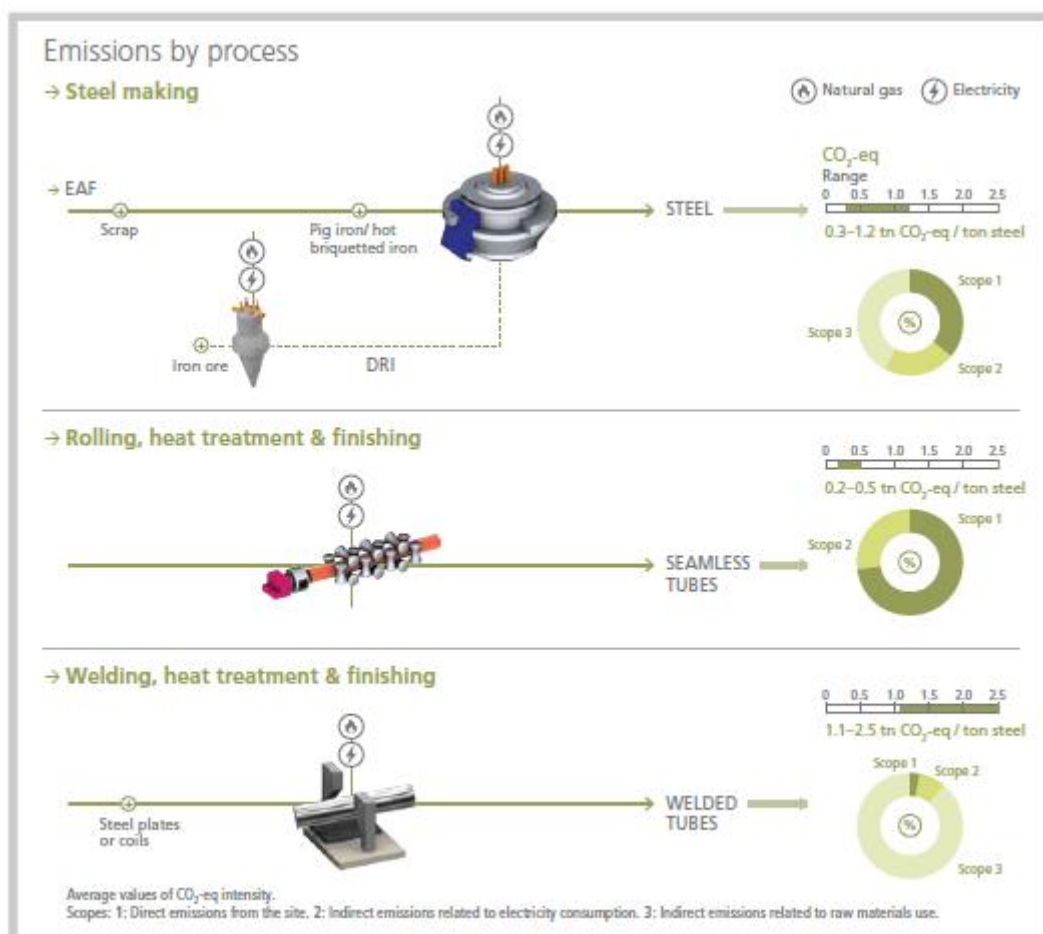 Emissions by process
→ Steel making
Natural gas
Electricity
CO₂-eq
Range
0 0.5 1.0 1.5 2.0 2.5
0.3–1.2 tn CO₂-eq / ton steel
→ EAF
Scrap
Pig iron/ hot
briquetted iron
STEEL
Iron ore
DRI
Scope 1
Scope 3
Scope 2
%
→ Rolling, heat treatment & finishing
0 0.5 1.0 1.5 2.0 2.5
0.2–0.5 tn CO₂-eq / ton steel
SEAMLESS
TUBES
Scope 1
Scope 2
%
→ Welding, heat treatment & finishing
0 0.5 1.0 1.5 2.0 2.5
1.1–2.5 tn CO₂-eq / ton steel
Steel plates
or coils
WELDED
TUBES
Scope 1
Scope 2
%
Scope 3
Average values of CO₂-eq intensity.
Scopes: 1: Direct emissions from the site. 2: Indirect emissions related to electricity consumption. 3: Indirect emissions related to raw materials use.